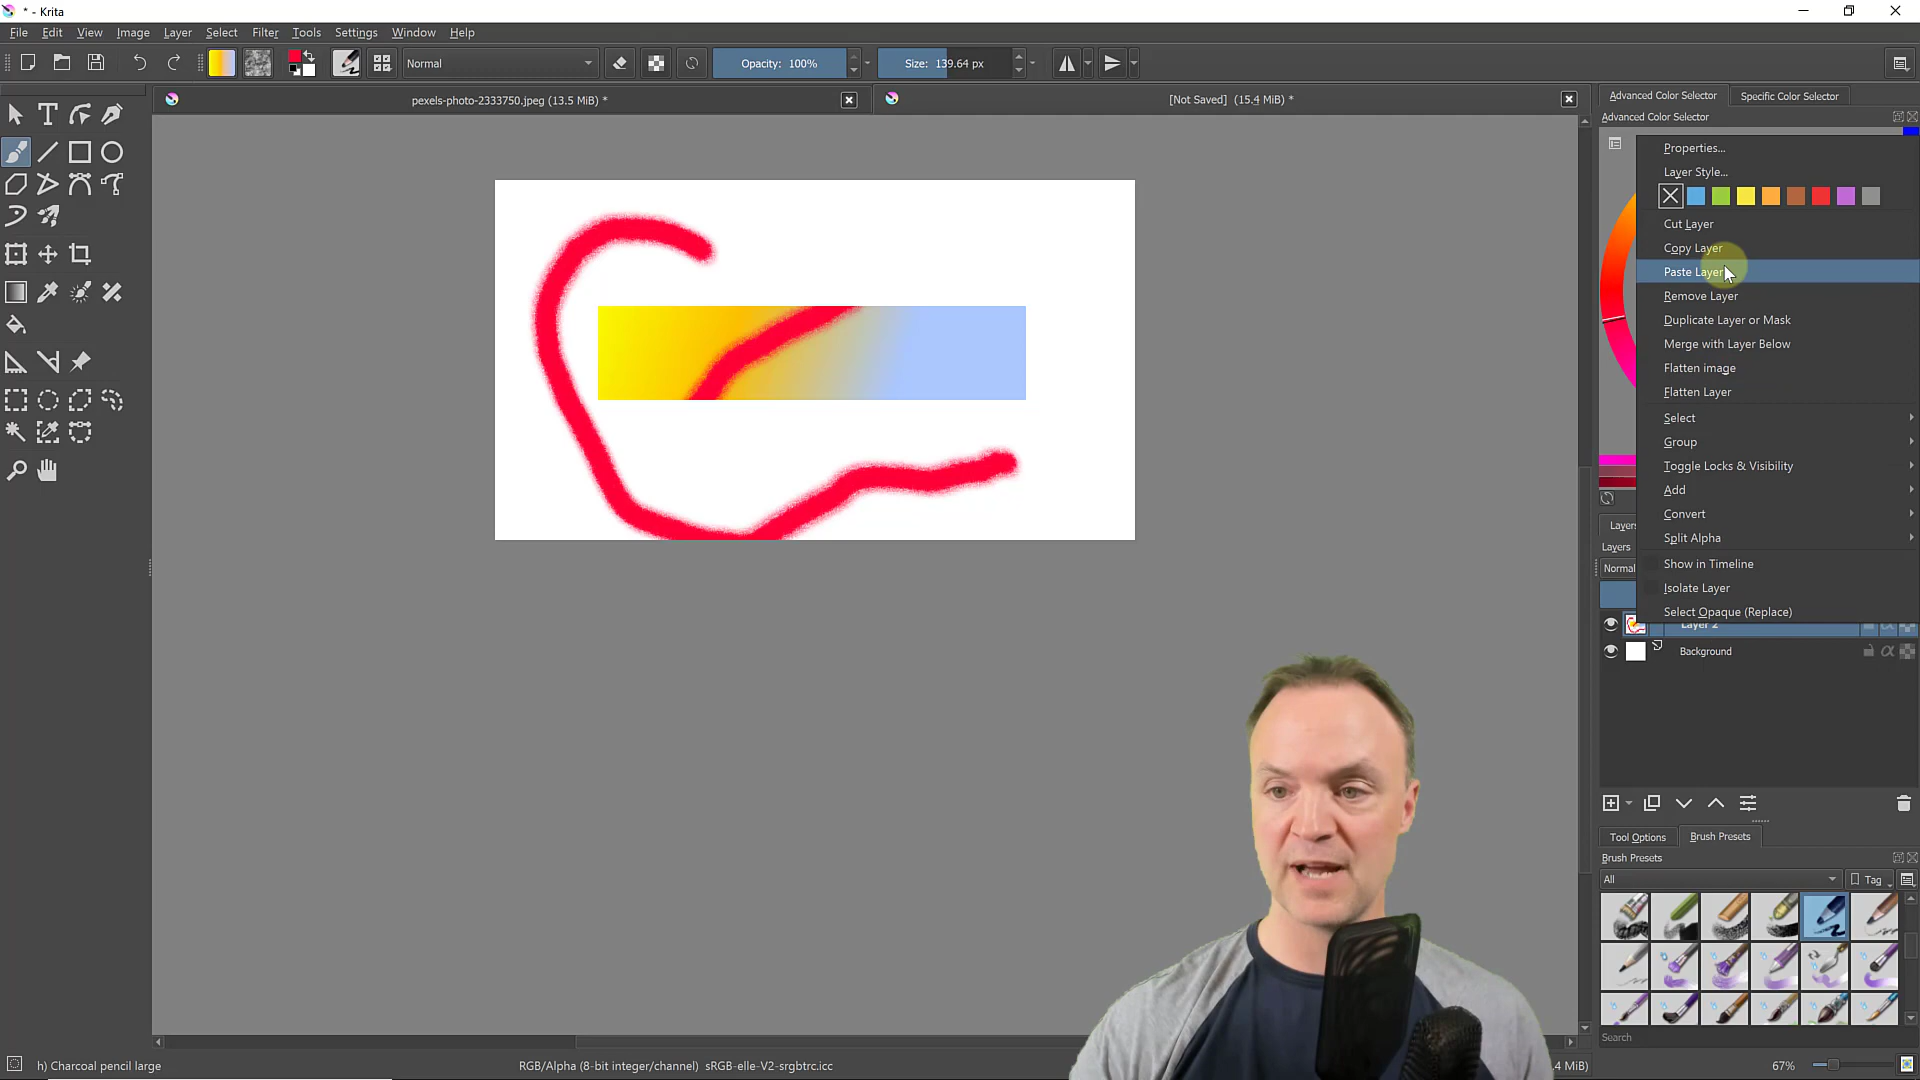 * - Krita
File Edit View Image Layer Select Filter Tools Settings Window Help
Normal
Opacity: 100%
Size: 139.64 px
pexels-photo-2333750.jpeg (13.5 MiB) *
[Not Saved] (15.4 MiB) *
Advanced Color Selector
Specific Color Selector
Advanced Color Selector
Properties...
Layer Style...
Cut Layer
Copy Layer
Paste Layer
Remove Layer
Duplicate Layer or Mask
Merge with Layer Below
Flatten image
Flatten Layer
Select
Group
Toggle Locks & Visibility
Add
Convert
Split Alpha
Show in Timeline
Isolate Layer
Select Opaque (Replace)
Layers
Layers
Normal
Layer 2
Background
Tool Options
Brush Presets
Brush Presets
All
Tag
Search
h) Charcoal pencil large
RGB/Alpha (8-bit integer/channel) sRGB-elle-V2-srgbtrc.icc
.4 MiB)
67%